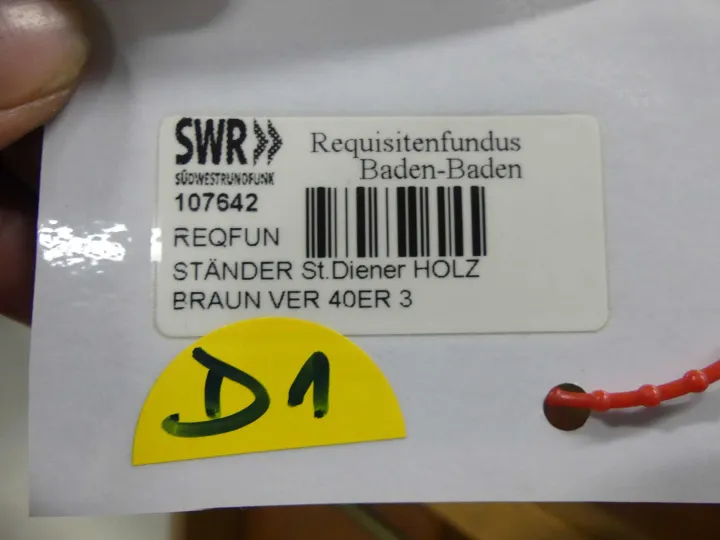 SWR
SÜDWESTRUNDFUNK
Requisitenfundus
Baden-Baden
107642
REQFUN
STÄNDER St.Diener HOLZ
BRAUN VER 40ER 3
D1